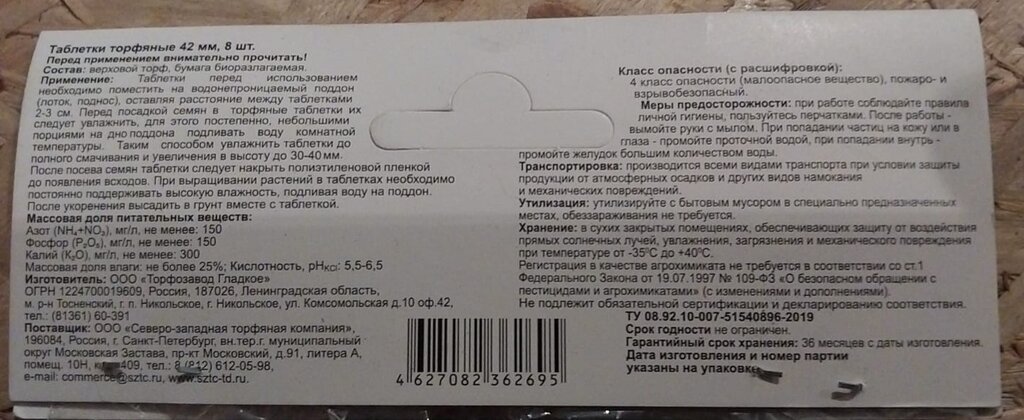 Таблетки торфяные 42 мм, 8 шт.
Перед применением внимательно прочитать!
Состав: верховой торф, бумага биоразлагаемая.
Применение: Таблетки перед использованием
необходимо поместить на водонепроницаемый поддон
(лоток, поднос), оставляя расстояние между таблетками
2-3 см. Перед посадкой семян в торфяные таблетки их
следует увлажнить, для этого постепенно, небольшими
порциями на дно поддона подливать воду комнатной
температуры. Таким способом увлажнить таблетки до
полного смачивания и увеличения в высоту до 30-40 мм.
После посева семян таблетки следует накрыть полиэтиленовой пленкой
до появления всходов. При выращивании растений в таблетках необходимо
постоянно поддерживать высокую влажность, подливая воду на поддон.
После укоренения высадить в грунт вместе с таблеткой.
Массовая доля питательных веществ:
Азот (NH₄+NO₃), мг/л, не менее: 150
Фосфор (P₂O₅), мг/л, не менее: 150
Калий (K₂O), мг/л, не менее: 300
Массовая доля влаги: не более 25%; Кислотность, pHKCl: 5,5-6,5
Изготовитель: ООО «Торфозавод Гладкое»
ОГРН 1224700019609, Россия, 187026, Ленинградская область,
м. р-н Тосненский, г. п. Никольское, г. Никольское, ул. Комсомольская д.10 оф.42,
тел.: (81361) 60-391
Поставщик: ООО «Северо-западная торфяная компания»,
196084, Россия, г. Санкт-Петербург, вн.тер.г. муниципальный
округ Московская Застава, пр-кт Московский, д.91, литера А,
помещ. 10Н, 409, тел.: 8 (812) 612-05-98,
e-mail: commerce@sztc.ru, www.sztc-td.ru.
4 627082 362695
Класс опасности (с расшифровкой):
4 класс опасности (малоопасное вещество), пожаро- и
взрывобезопасный.
Меры предосторожности: при работе соблюдайте правила
личной гигиены, пользуйтесь перчатками. После работы -
вымойте руки с мылом. При попадании частиц на кожу или в
глаза - промойте проточной водой, при попадании внутрь -
промойте желудок большим количеством воды.
Транспортировка: производится всеми видами транспорта при условии защиты
продукции от атмосферных осадков и других видов намокания
и механических повреждений.
Утилизация: утилизируйте с бытовым мусором в специально предназначенных
местах, обеззараживания не требуется.
Хранение: в сухих закрытых помещениях, обеспечивающих защиту от воздействия
прямых солнечных лучей, увлажнения, загрязнения и механического повреждения
при температуре от -35⁰С до +40⁰С.
Регистрация в качестве агрохимиката не требуется в соответствии со ст.1
Федерального Закона от 19.07.1997 № 109-ФЗ «О безопасном обращении с
пестицидами и агрохимикатами» (с изменениями и дополнениями).
Не подлежит обязательной сертификации и декларированию соответствия.
ТУ 08.92.10-007-51540896-2019
Срок годности не ограничен.
Гарантийный срок хранения: 36 месяцев с даты изготовления.
Дата изготовления и номер партии
указаны на упаковке